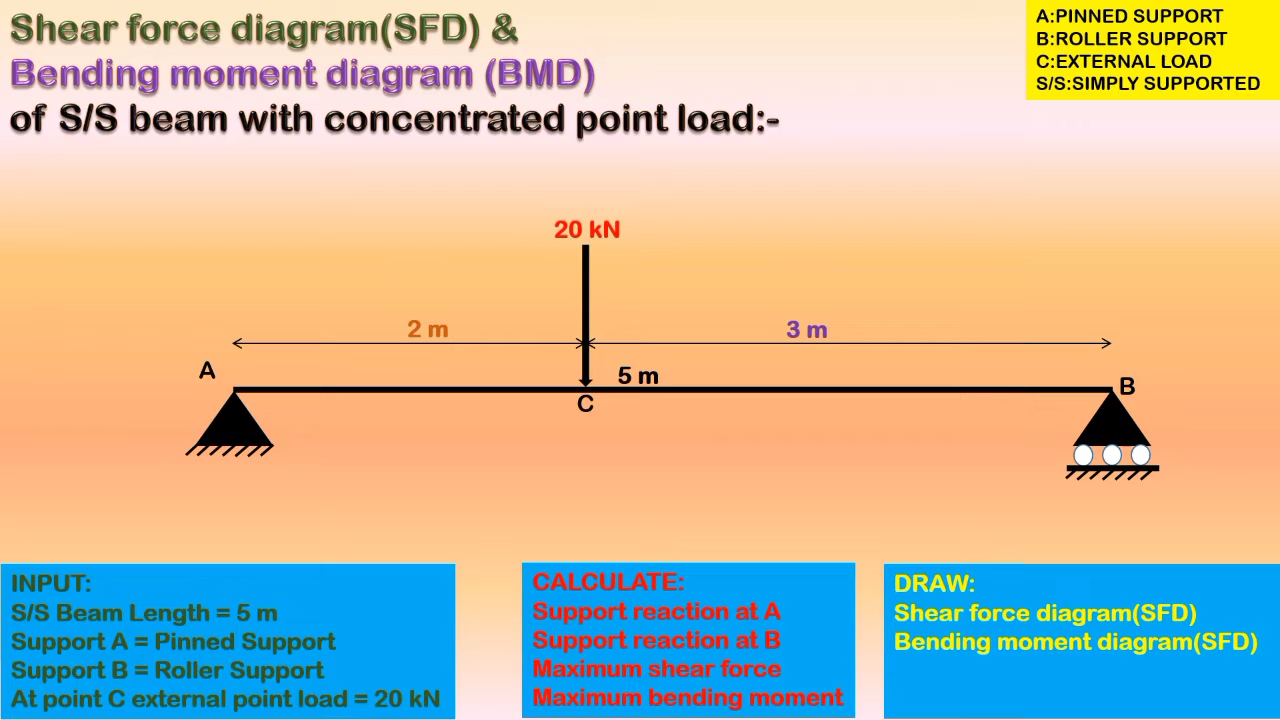 Shear force diagram(SFD) &
Bending moment diagram (BMD)
of S/S beam with concentrated point load:-
A:PINNED SUPPORT
B:ROLLER SUPPORT
C:EXTERNAL LOAD
S/S:SIMPLY SUPPORTED
20 kN
2 m
3 m
A
5 m
B
C
INPUT:
S/S Beam Length = 5 m
Support A = Pinned Support
Support B = Roller Support
At point C external point load = 20 kN
CALCULATE:
Support reaction at A
Support reaction at B
Maximum shear force
Maximum bending moment
DRAW:
Shear force diagram(SFD)
Bending moment diagram(SFD)